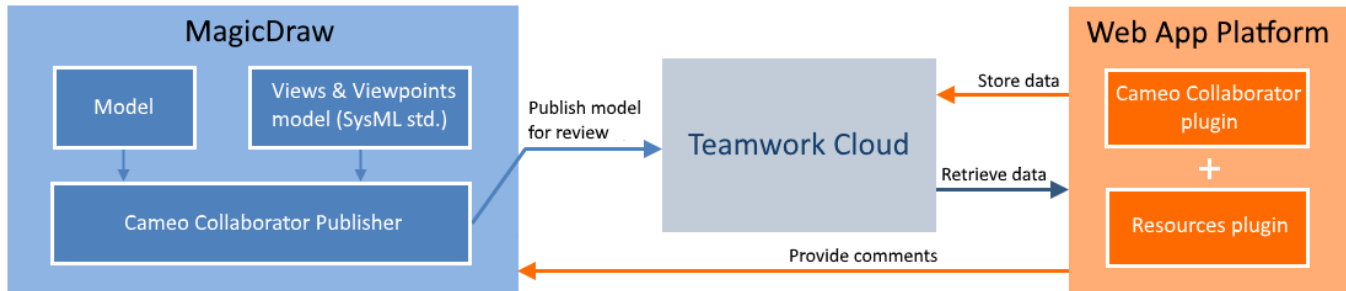 MagicDraw
Model
Views & Viewpoints
model (SysML std.)
Cameo Collaborator Publisher
Publish model
for review
Teamwork Cloud
Store data
Retrieve data
Provide comments
Web App Platform
Cameo Collaborator
plugin
+
Resources plugin